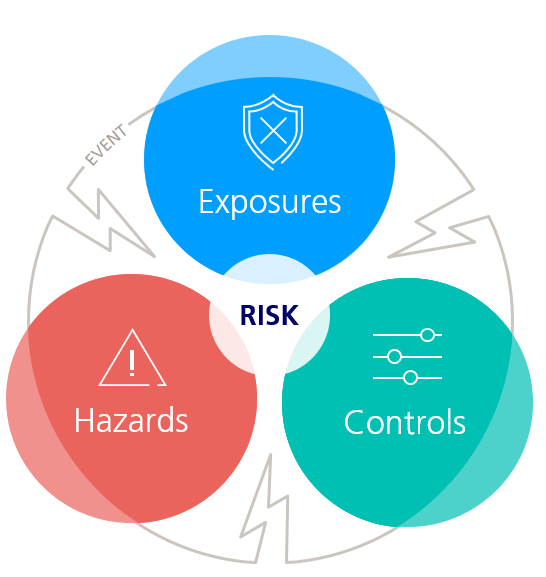 EVENT
Exposures
RISK
Hazards
Controls